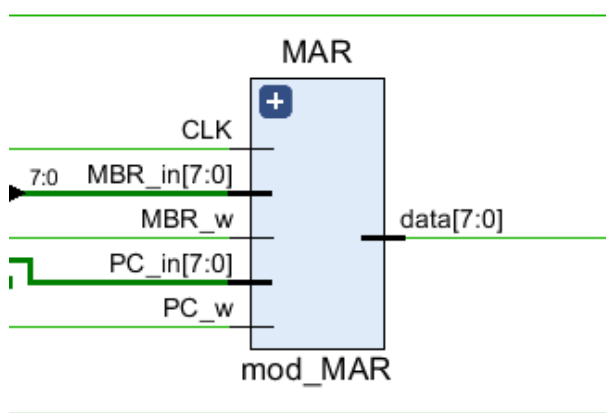 MAR
CLK
7:0 MBR_in[7:0]
MBR_w
data[7:0]
PC_in[7:0]
PC_w
mod_MAR